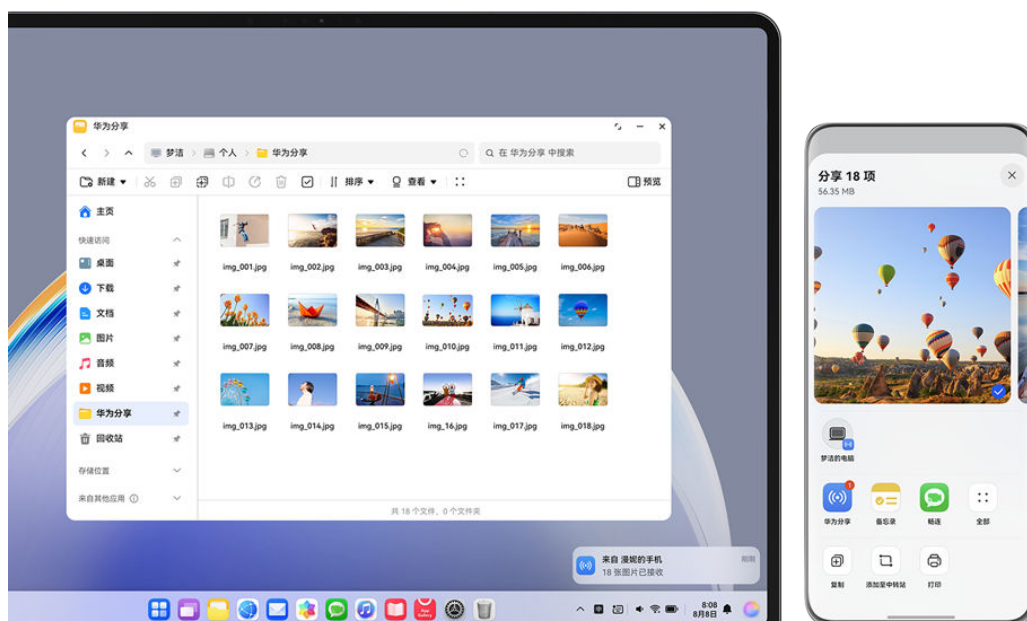 华为分享
梦洁 个人 华为分享
在 华为分享 中搜索
新建 排序 查看 预览
主页
快速访问
桌面
下载
文档
图片
音频
视频
华为分享
回收站
存储位置
来自其他应用
img_001.jpg img_002.jpg img_003.jpg img_004.jpg img_005.jpg img_006.jpg
img_007.jpg img_008.jpg img_009.jpg img_010.jpg img_011.jpg img_012.jpg
img_013.jpg img_014.jpg img_015.jpg img_16.jpg img_017.jpg img_018.jpg
共 18 个文件，0 个文件夹
来自 漫妮的手机 刚刚
18 张图片已接收
8:08
8月8日
分享 18 项
56.35 MB
梦洁的电脑
1
华为分享 备忘录 畅连 全部
复制 添加至中转站 打印